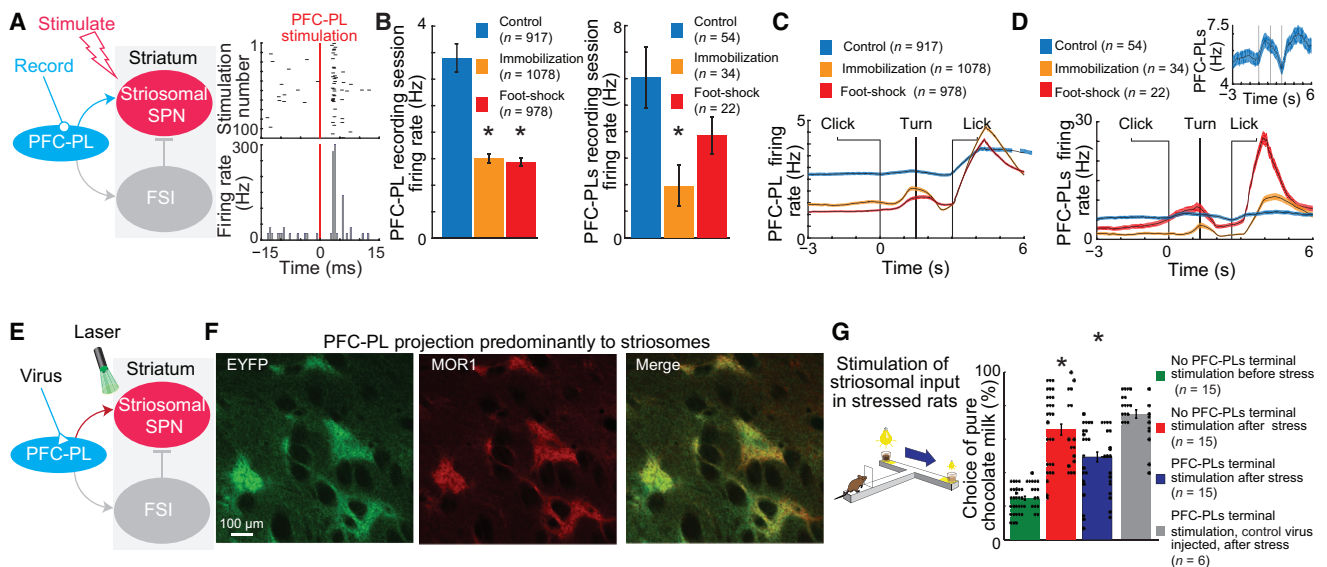 A
Stimulate
Record
Striatum
Striosomal
SPN
PFC-PL
FSI
PFC-PL
stimulation
Stimulation
number
1
100
Firing rate
(Hz)
300
0
−15
0
15
Time (ms)
B
PFC-PL recording session
firing rate (Hz)
4
0
Control
(n = 917)
Immobilization
(n = 1078)
Foot-shock
(n = 978)
* *
PFC-PLs recording session
firing rate (Hz)
8
0
Control
(n = 54)
Immobilization
(n = 34)
Foot-shock
(n = 22)
*
C
Control (n = 917)
Immobilization (n = 1078)
Foot-shock (n = 978)
PFC-PL firing
rate (Hz)
5
0
Click
Turn
Lick
−3
0
3
6
Time (s)
D
Control (n = 54)
Immobilization (n = 34)
Foot-shock (n = 22)
PFC-PLs
(Hz)
7.5
4
−3
6
Time (s)
PFC-PLs firing
rate (Hz)
30
0
Click
Turn
Lick
−3
0
3
6
Time (s)
E
Laser
Virus
Striatum
Striosomal
SPN
PFC-PL
FSI
F
PFC-PL projection predominantly to striosomes
EYFP
MOR1
Merge
100 µm
G
Stimulation of
striosomal input
in stressed rats
Choice of pure
chocolate milk (%)
100
0
*
*
No PFC-PLs terminal
stimulation before stress
(n = 15)
No PFC-PLs terminal
stimulation after stress
(n = 15)
PFC-PLs terminal
stimulation after stress
(n = 15)
PFC-PLs terminal
stimulation, control virus
injected, after stress
(n = 6)